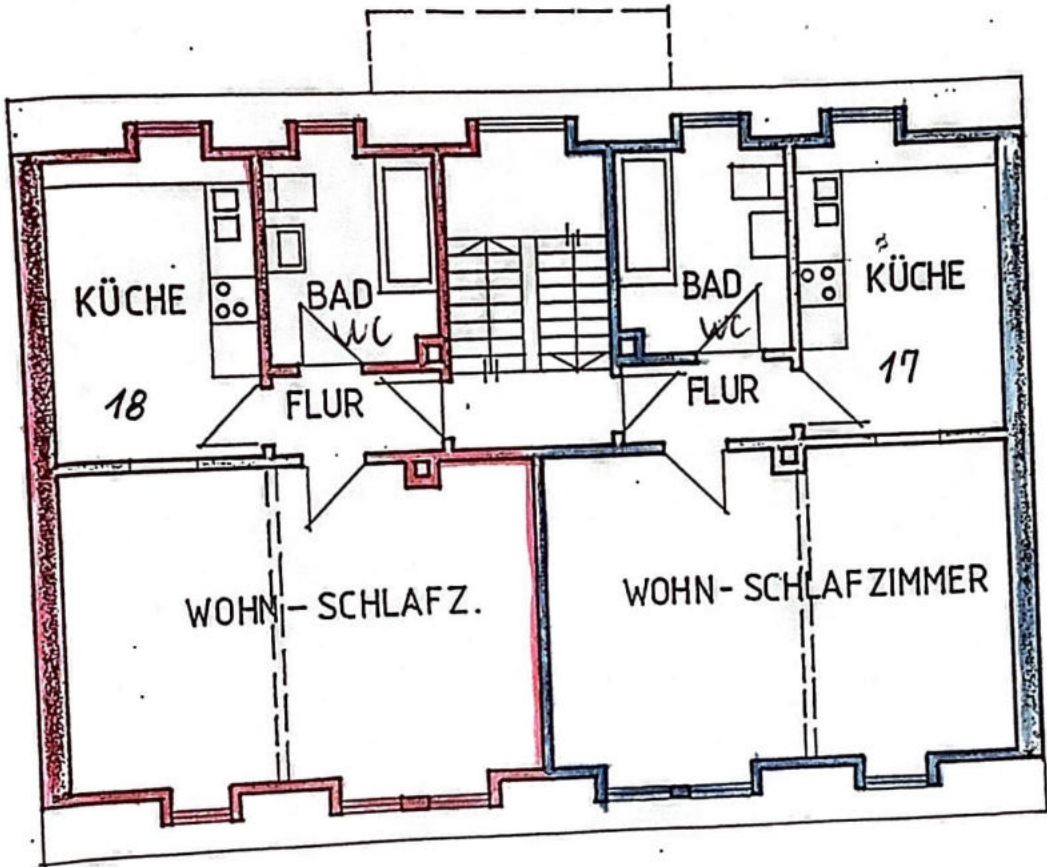 KÜCHE
BAD
WC
18
FLUR
BAD
WC
KÜCHE
17
FLUR
WOHN-SCHLAFZ.
WOHN-SCHLAFZIMMER